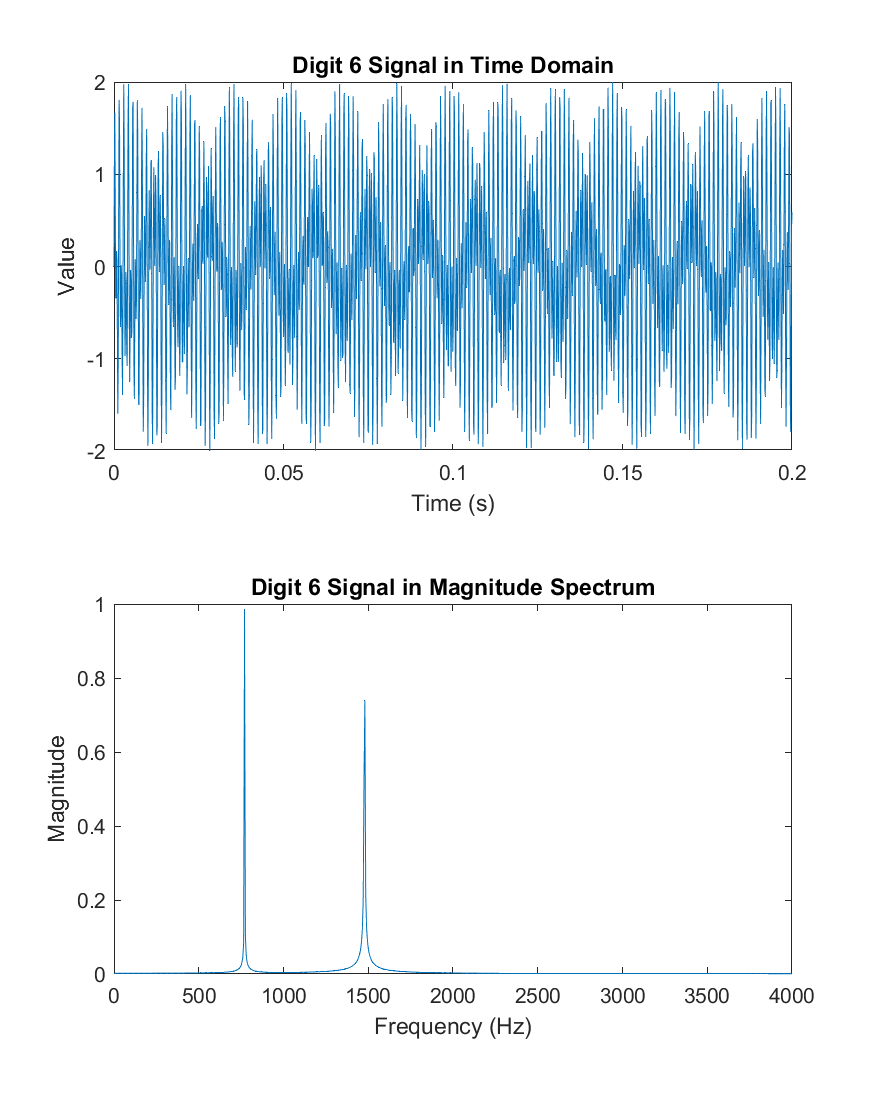 Digit 6 Signal in Time Domain
2
1
0
-1
-2
Value
0 0.05 0.1 0.15 0.2
Time (s)
Digit 6 Signal in Magnitude Spectrum
1
0.8
0.6
0.4
0.2
0
Magnitude
0 500 1000 1500 2000 2500 3000 3500 4000
Frequency (Hz)